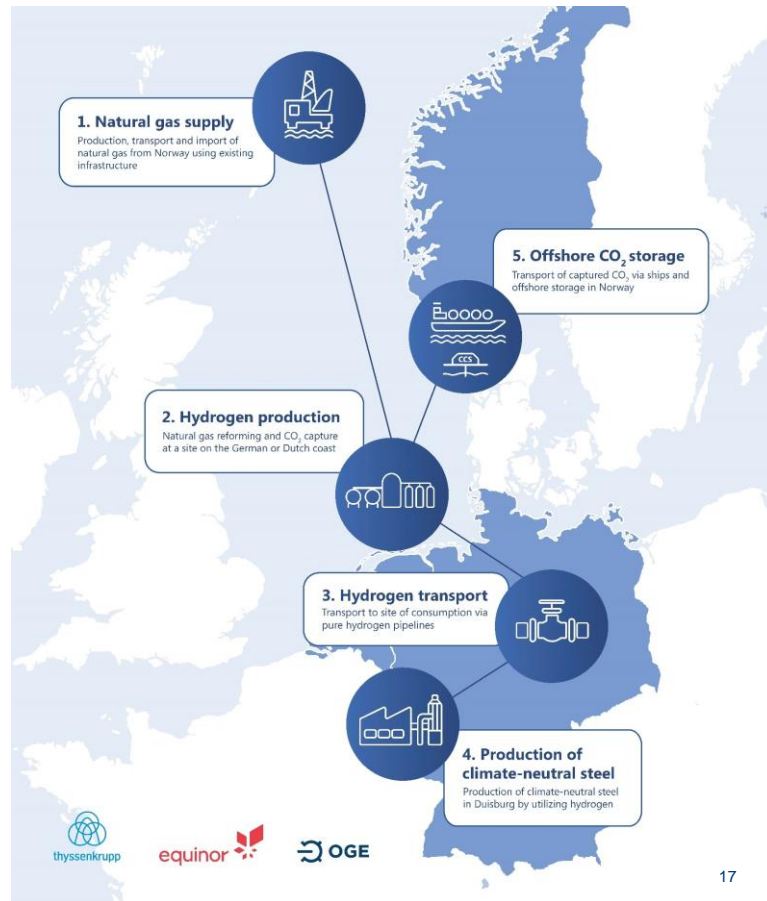 1. Natural gas supply
Production, transport and import of
natural gas from Norway using existing
infrastructure
5. Offshore CO₂ storage
Transport of captured CO₂ via ships and
offshore storage in Norway
CCS
2. Hydrogen production
Natural gas reforming and CO₂ capture
at a site on the German or Dutch coast
3. Hydrogen transport
Transport to site of consumption via
pure hydrogen pipelines
4. Production of
climate-neutral steel
Production of climate-neutral steel
in Duisburg by utilizing hydrogen
thyssenkrupp
equinor
OGE
17